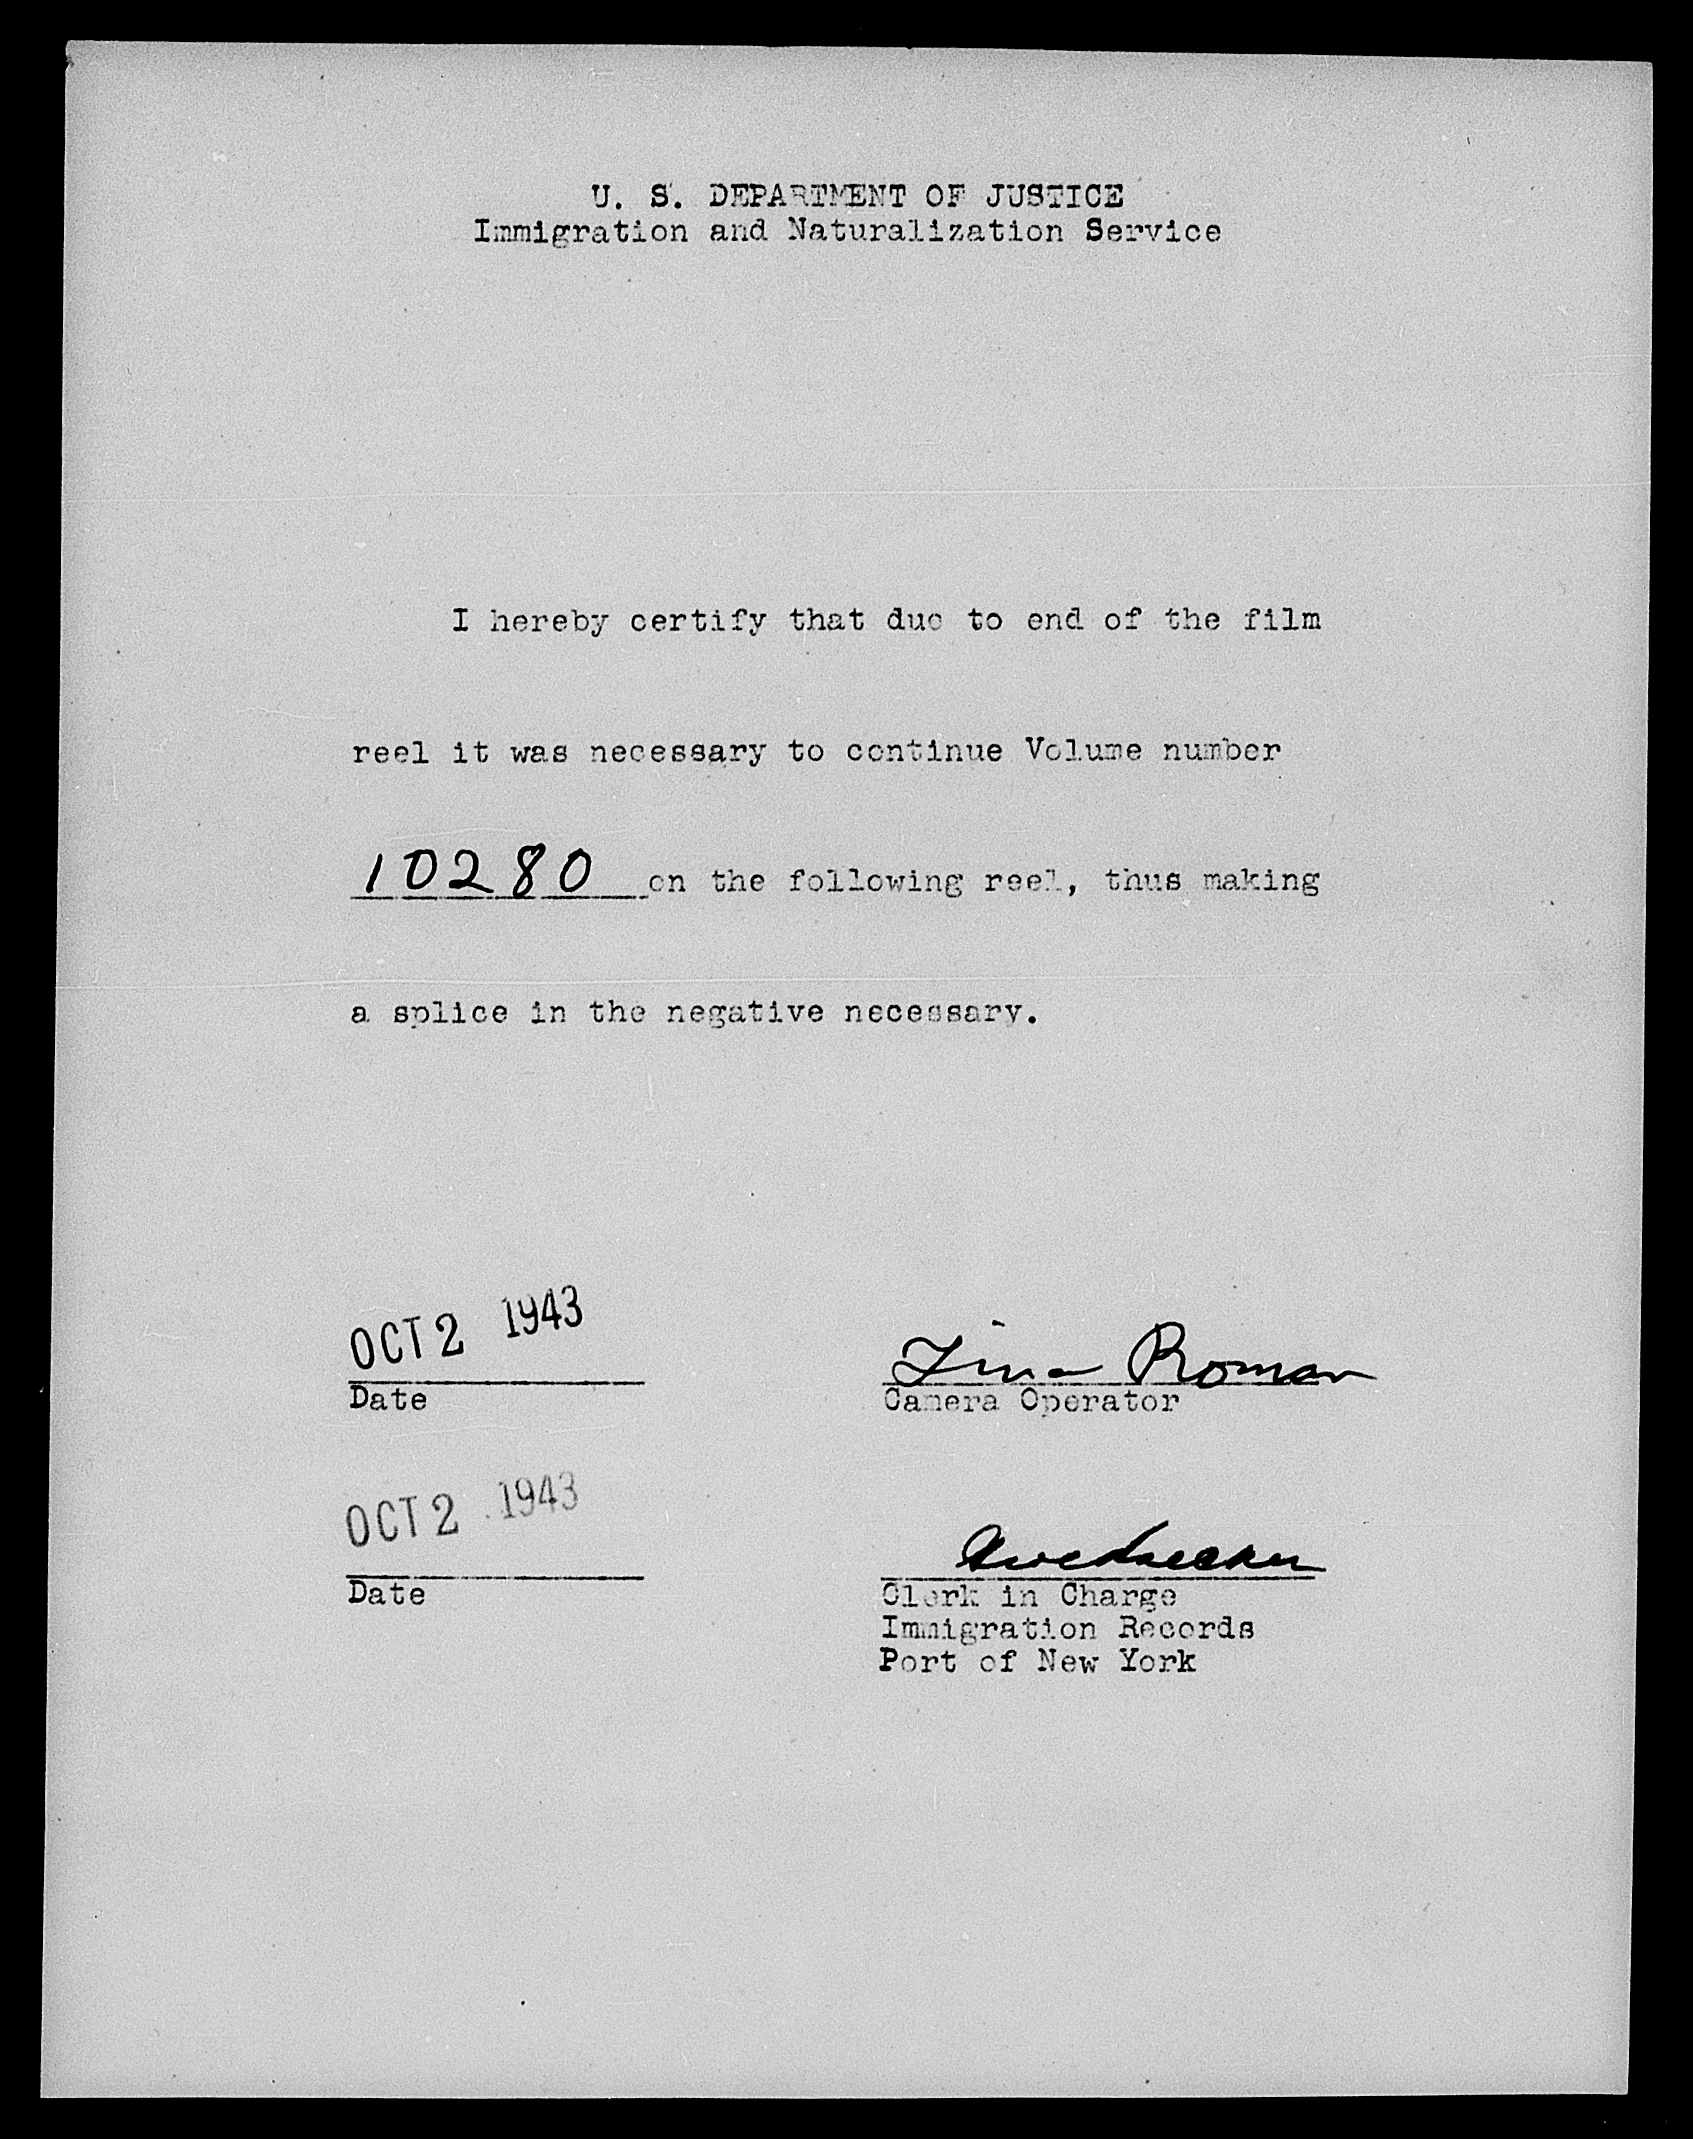 U. S. DEPARTMENT OF JUSTICE
Immigration and Naturalization Service
I hereby certify that due to end of the film
reel it was necessary to continue Volume number
10280 on the following reel, thus making
a splice in the negative necessary.
OCT 2 1943
Tina Roman
Date
Camera Operator
OCT 2 1943
Date
Clerk in Charge
Immigration Records
Port of New York